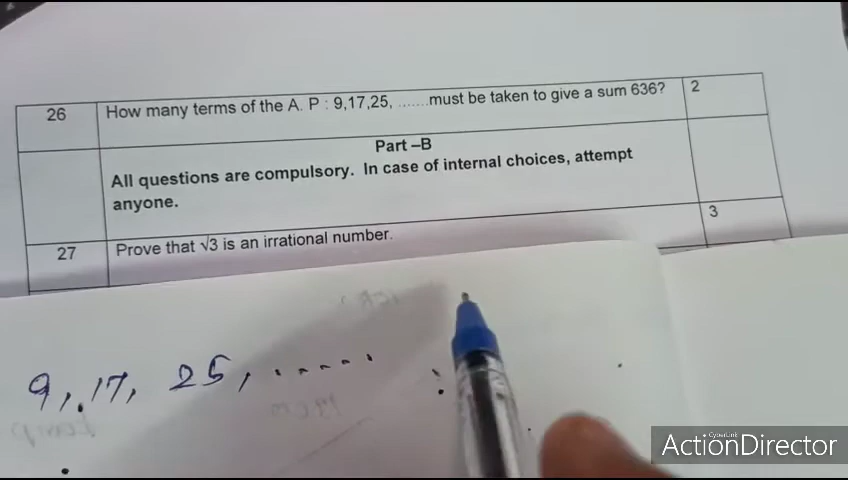 26 How many terms of the A. P : 9,17,25, .......must be taken to give a sum 636? 2
Part –B
All questions are compulsory. In case of internal choices, attempt
anyone.
27 Prove that √3 is an irrational number. 3
9, 17, 25, ......
CyberLink
ActionDirector